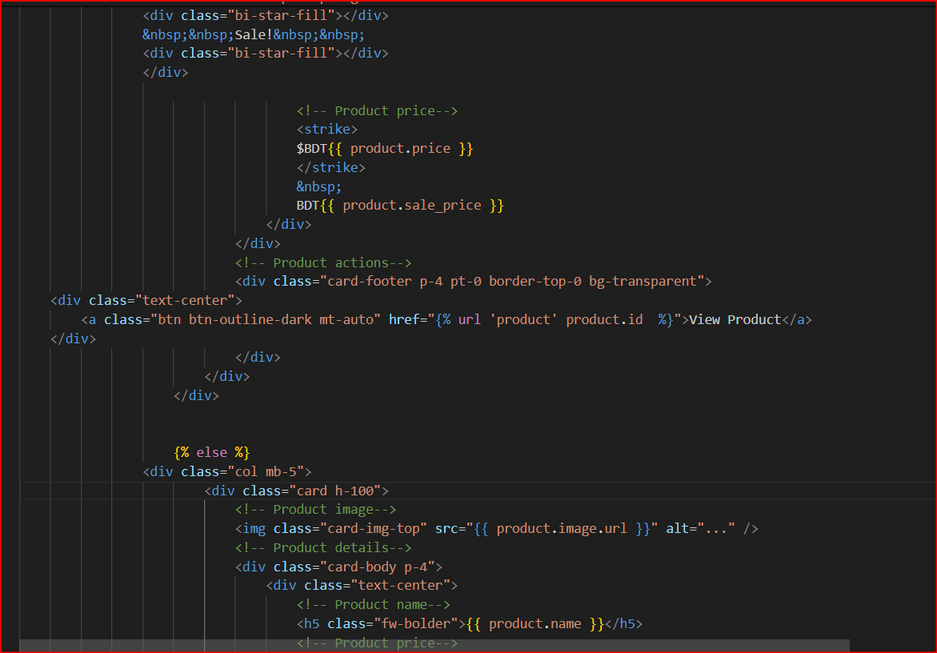 <div class="bi-star-fill"></div>
&nbsp;&nbsp;Sale!&nbsp;&nbsp;
<div class="bi-star-fill"></div>
</div>
<!-- Product price-->
<strike>
$BDT{{ product.price }}
</strike>
&nbsp;
BDT{{ product.sale_price }}
</div>
</div>
<!-- Product actions-->
<div class="card-footer p-4 pt-0 border-top-0 bg-transparent">
<div class="text-center">
<a class="btn btn-outline-dark mt-auto" href="{% url 'product' product.id  %}">View Product</a>
</div>
</div>
</div>
</div>
{% else %}
<div class="col mb-5">
<div class="card h-100">
<!-- Product image-->
<img class="card-img-top" src="{{ product.image.url }}" alt="..." />
<!-- Product details-->
<div class="card-body p-4">
<div class="text-center">
<!-- Product name-->
<h5 class="fw-bolder">{{ product.name }}</h5>
<!-- Product price-->